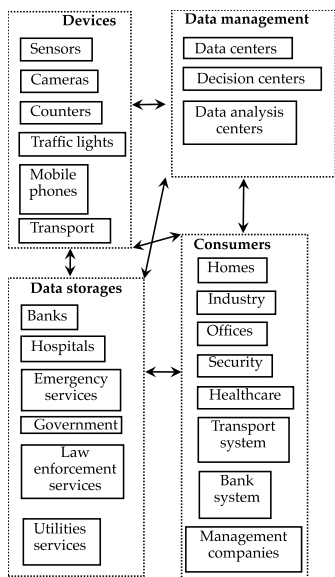 Devices
Sensors
Cameras
Counters
Traffic lights
Mobile
phones
Transport
Data management
Data centers
Decision centers
Data analysis
centers
Data storages
Banks
Hospitals
Emergency
services
Government
Law
enforcement
services
Utilities
services
Consumers
Homes
Industry
Offices
Security
Healthcare
Transport
system
Bank
system
Management
companies